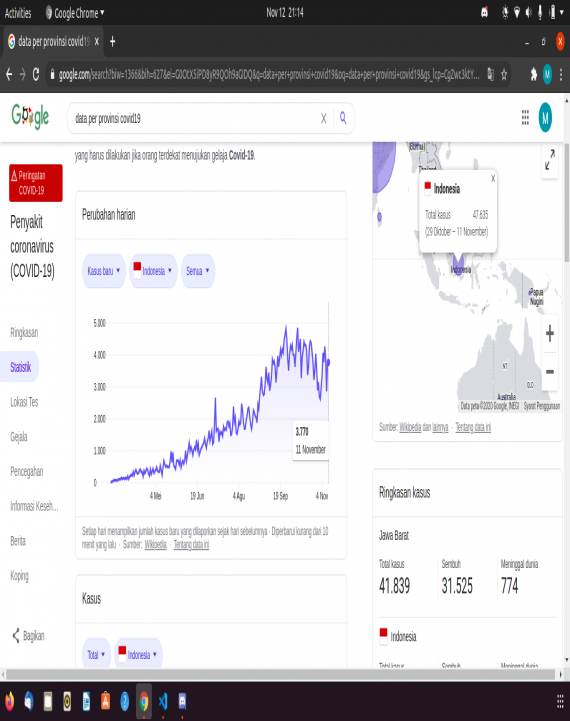 Activities
Google Chrome
Nov 12 21:14
data per provinsi covid19
google.com/search?biw=1366&bih=627&ei=G0OtX5iPD8yR9QOh9aGIDQ&q=data+per+provinsi+covid19&oq=data+per+provinsi+covid19&gs_lcp=CgZwc3ktY...
M
Google
data per provinsi covid19
M
Peringatan
COVID-19
Penyakit
coronavirus
(COVID-19)
Ringkasan
Statistik
Lokasi Tes
Gejala
Pencegahan
Informasi Keseh...
Berita
Koping
Bagikan
yang harus dilakukan jika orang terdekat menujukan gelaja Covid-19.
Perubahan harian
Kasus baru
Indonesia
Semua
5.000
4.000
3.000
2.000
1.000
0
3.770
11 November
4 Mei
19 Jun
4 Agu
19 Sep
4 Nov
Setiap hari menampilkan jumlah kasus baru yang dilaporkan sejak hari sebelumnya · Diperbarui kurang dari 10
menit yang lalu · Sumber: Wikipedia · Tentang data ini
Kasus
Total
Indonesia
(Burma)
Thailand
Indonesia
X
Total kasus 47.635
(29 Oktober – 11 November)
Indonesia
Papua
Nugini
NT
QLD
Australia
Data peta ©2020 Google, INEGI Syarat Penggunaan
Sumber: Wikipedia dan lainnya · Tentang data ini
Ringkasan kasus
Jawa Barat
Total kasus Sembuh Meninggal dunia
41.839 31.525 774
Indonesia
Total kasus Sembuh Meninggal dunia